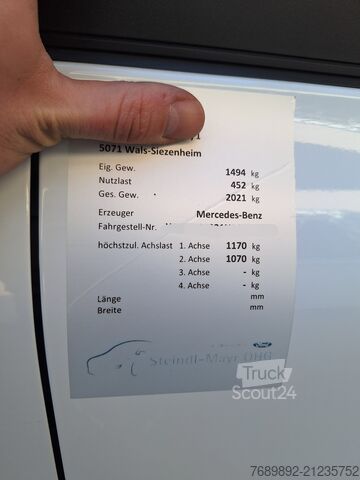 5071 Wals-Siezenheim
Eig. Gew. 1494 kg
Nutzlast 452 kg
Ges. Gew. 2021 kg
Erzeuger Mercedes-Benz
Fahrgestell-Nr.
höchstzul. Achslast 1. Achse 1170 kg
2. Achse 1070 kg
3. Achse - kg
4. Achse - kg
Länge mm
Breite mm
Steindl-Mayr OHG
Truck
Scout24
7689892-21235752